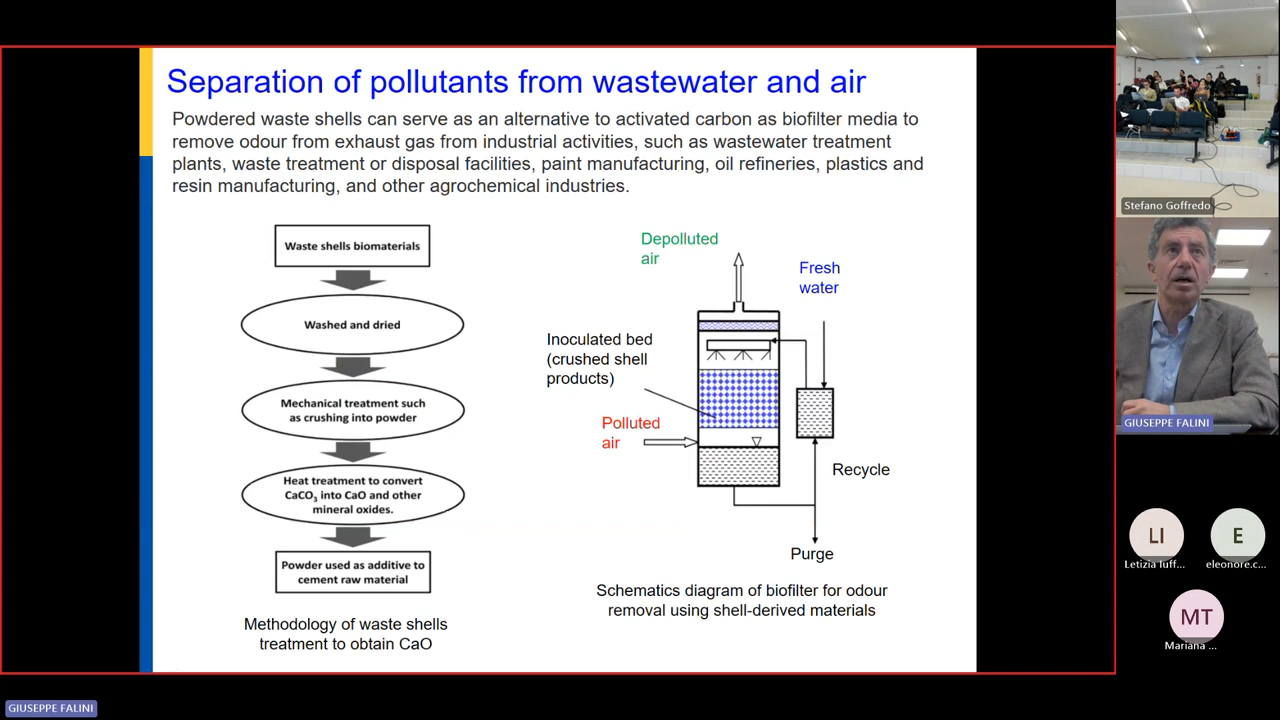 Separation of pollutants from wastewater and air
Powdered waste shells can serve as an alternative to activated carbon as biofilter media to
remove odour from exhaust gas from industrial activities, such as wastewater treatment
plants, waste treatment or disposal facilities, paint manufacturing, oil refineries, plastics and
resin manufacturing, and other agrochemical industries.
Waste shells biomaterials
Washed and dried
Mechanical treatment such
as crushing into powder
Heat treatment to convert
CaCO₃ into CaO and other
mineral oxides.
Powder used as additive to
cement raw material
Methodology of waste shells
treatment to obtain CaO
Depolluted
air
Fresh
water
Inoculated bed
(crushed shell
products)
Polluted
air
Recycle
Purge
Schematics diagram of biofilter for odour
removal using shell-derived materials
Stefano Goffredo
GIUSEPPE FALINI
LI
Letizia Iuff...
E
eleonore.c...
MT
Mariana ...
GIUSEPPE FALINI